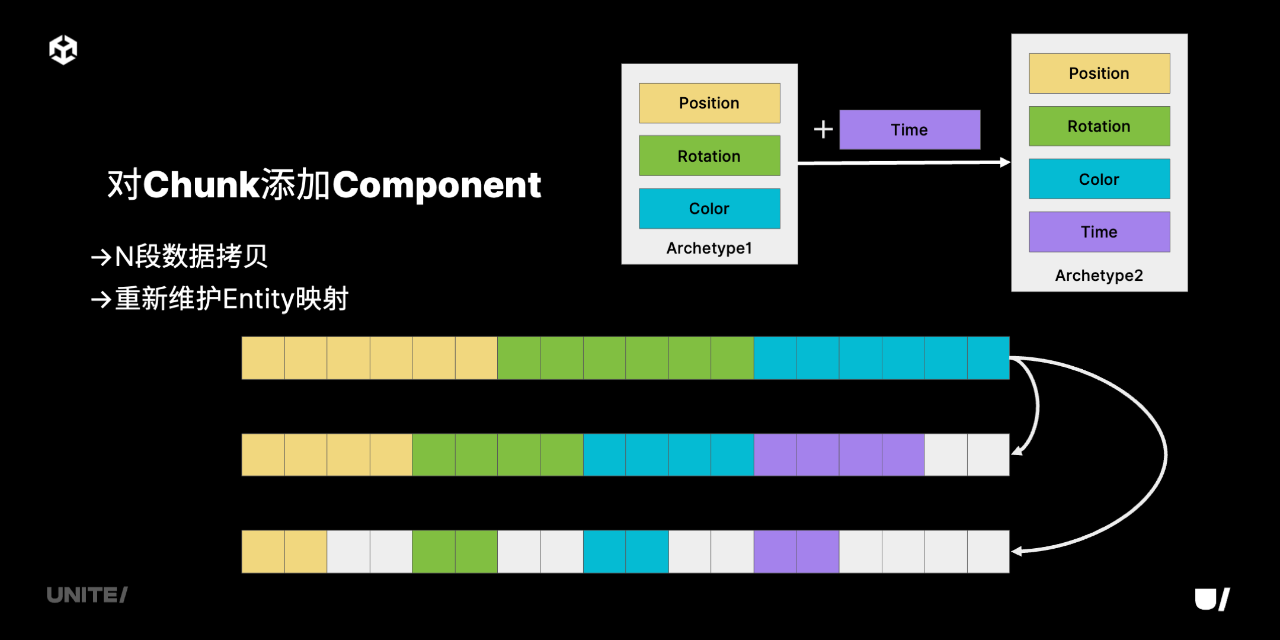 对Chunk添加Component
→N段数据拷贝
→重新维护Entity映射
Position
Rotation
Color
Archetype1
+
Time
Position
Rotation
Color
Time
Archetype2
UNITE/
U/